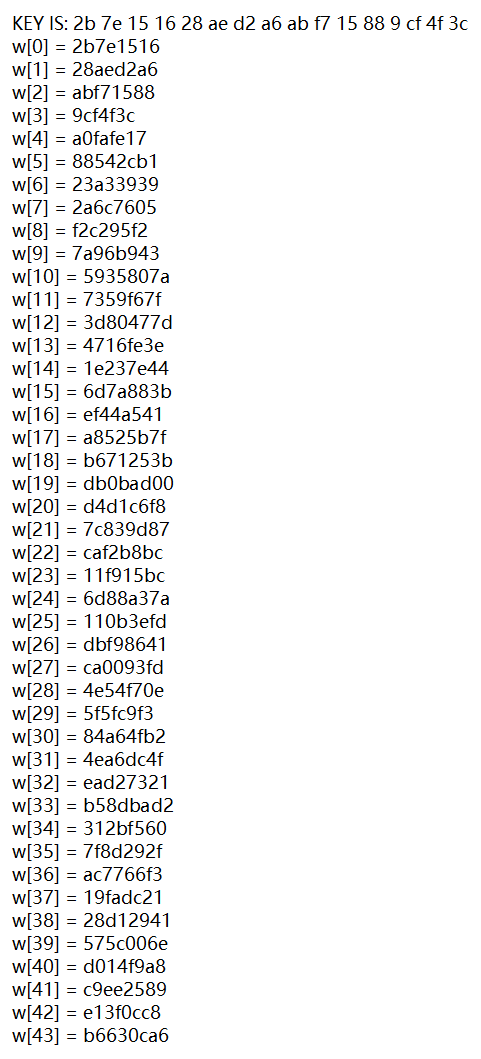 KEY IS: 2b 7e 15 16 28 ae d2 a6 ab f7 15 88 9 cf 4f 3c
w[0] = 2b7e1516
w[1] = 28aed2a6
w[2] = abf71588
w[3] = 9cf4f3c
w[4] = a0fafe17
w[5] = 88542cb1
w[6] = 23a33939
w[7] = 2a6c7605
w[8] = f2c295f2
w[9] = 7a96b943
w[10] = 5935807a
w[11] = 7359f67f
w[12] = 3d80477d
w[13] = 4716fe3e
w[14] = 1e237e44
w[15] = 6d7a883b
w[16] = ef44a541
w[17] = a8525b7f
w[18] = b671253b
w[19] = db0bad00
w[20] = d4d1c6f8
w[21] = 7c839d87
w[22] = caf2b8bc
w[23] = 11f915bc
w[24] = 6d88a37a
w[25] = 110b3efd
w[26] = dbf98641
w[27] = ca0093fd
w[28] = 4e54f70e
w[29] = 5f5fc9f3
w[30] = 84a64fb2
w[31] = 4ea6dc4f
w[32] = ead27321
w[33] = b58dbad2
w[34] = 312bf560
w[35] = 7f8d292f
w[36] = ac7766f3
w[37] = 19fadc21
w[38] = 28d12941
w[39] = 575c006e
w[40] = d014f9a8
w[41] = c9ee2589
w[42] = e13f0cc8
w[43] = b6630ca6